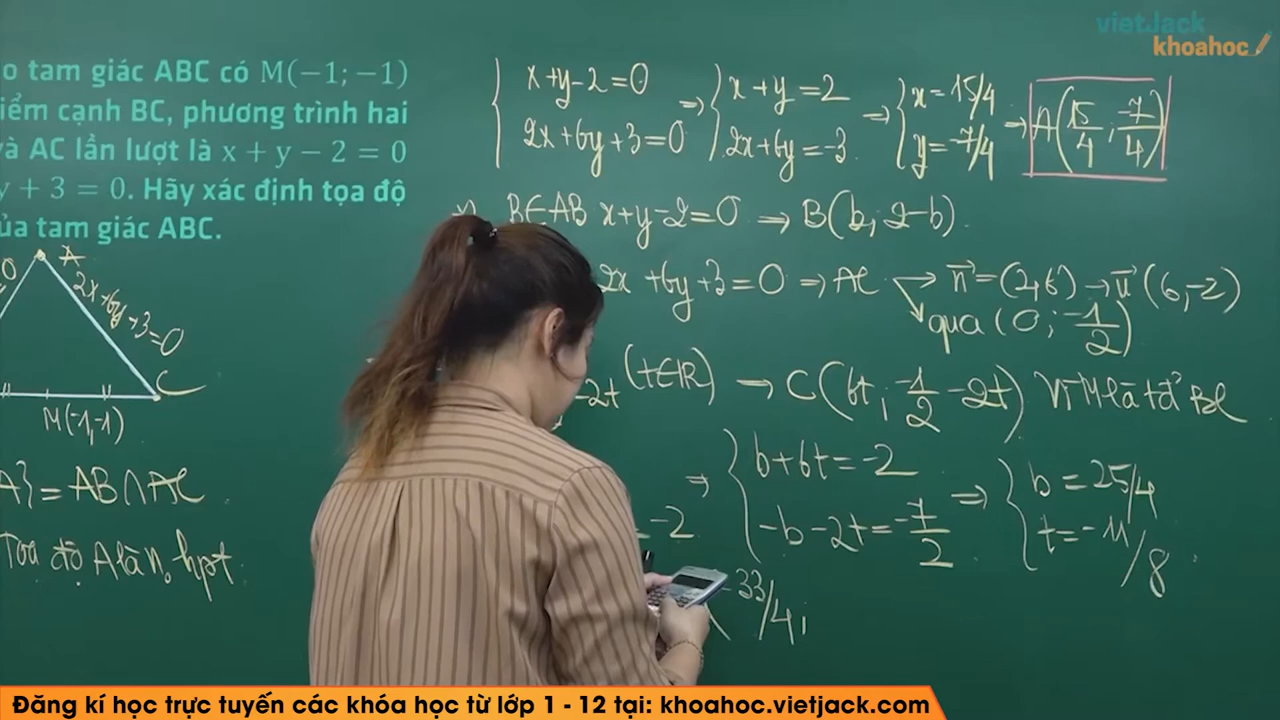 vietJack
khoahoc
o tam giác ABC có M(−1; −1)
iểm cạnh BC, phương trình hai
và AC lần lượt là x + y − 2 = 0
y + 3 = 0. Hãy xác định tọa độ
ủa tam giác ABC.
{ x+y-2=0
2x+6y+3=0
=> { x+y=2
2x+6y=-3
=> { x=15/4
y=-7/4
=> A(15/4; -7/4)
B∈AB x+y-2=0 => B(b; 2-b)
2x+6y+3=0 => AC → n=(2,6) → u(6,-2)
qua (0; -1/2)
-2t (t∈R) → C(6t; -1/2-2t) Vì M là tđ BC
=> { b+6t=-2
-b-2t=-7/2
=> { b=25/4
t=-11/8
=-2
-33/4;
A
2x+6y+3=0
0
C
M(-1,-1)
A}=AB∩AC
Toạ độ A là n₀ hpt
Đăng kí học trực tuyến các khóa học từ lớp 1 - 12 tại: khoahoc.vietjack.com